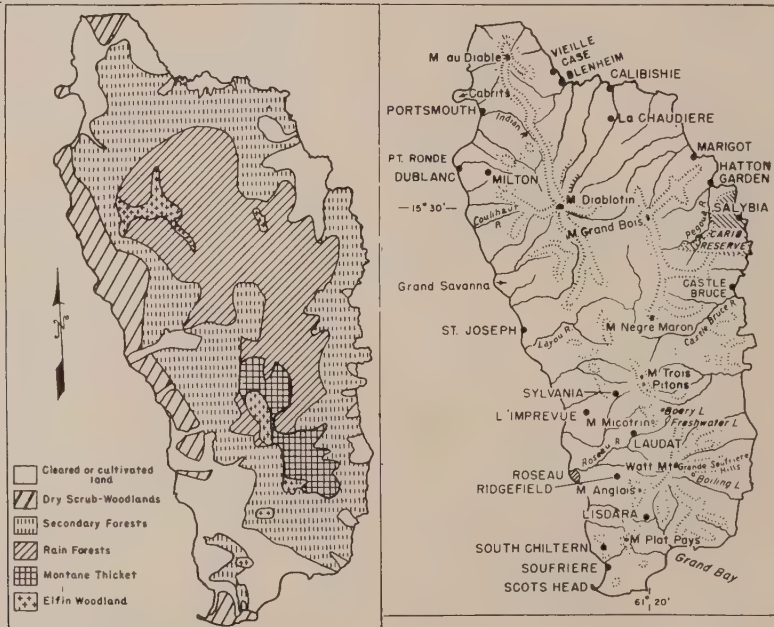 N
Cleared or cultivated
land
Dry Scrub-Woodlands
Secondary Forests
Rain Forests
Montane Thicket
Elfin Woodland
M au Diable
VIEILLE
CASE
BLENHEIM
CALIBISHIE
Cabrits
PORTSMOUTH
Indian R
La CHAUDIERE
MARIGOT
PT. RONDE
DUBLANC
MILTON
HATTON
GARDEN
M Diablotin
SALYBIA
15° 30'
M Grand Bois
Pegoua R
CARIB
RESERVE
Coulihaut
R
Grand Savanna
CASTLE
BRUCE
ST. JOSEPH
Layou R
M Negre Maron
Castle Bruce R
M Trois
Pitons
SYLVANIA
L'IMPREVUE
Boery L
M Micotrin
Freshwater L
LAUDAT
Roseau R
Watt Mt
Grande Soufriere
Hills
ROSEAU
RIDGEFIELD
Boiling L
M Anglais
LISDARA
M Plat Pays
SOUTH CHILTERN
Grand Bay
SOUFRIERE
SCOTS HEAD
61° 20'